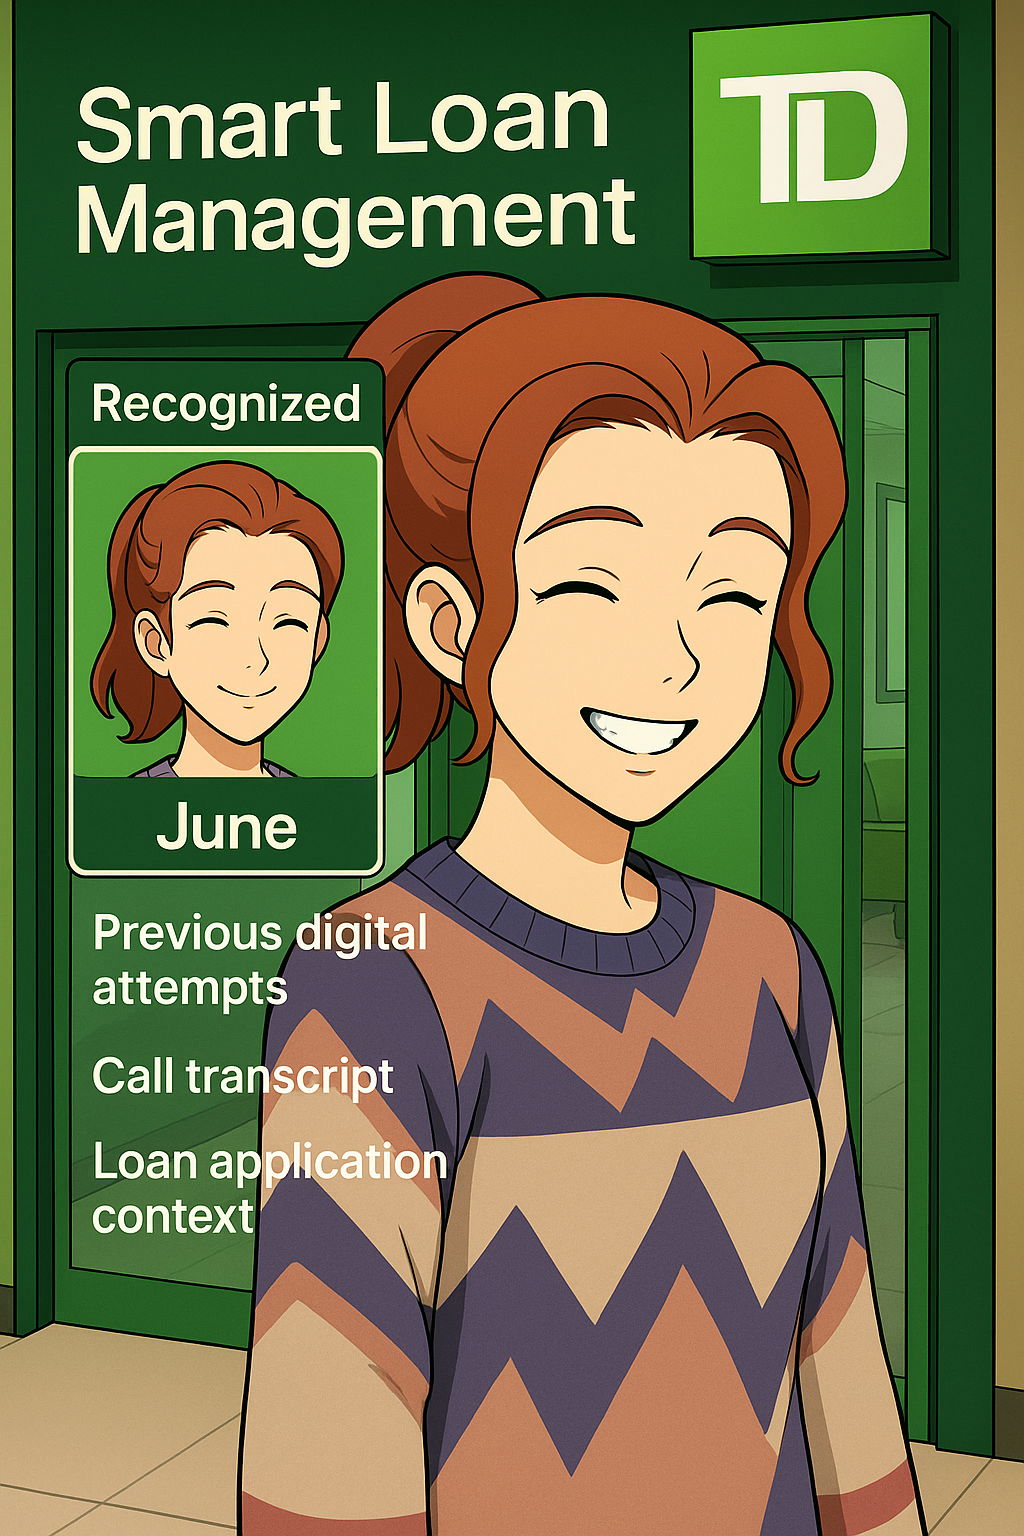 Smart Loan
Management
TD
Recognized
June
Previous digital
attempts
Call transcript
Loan application
context